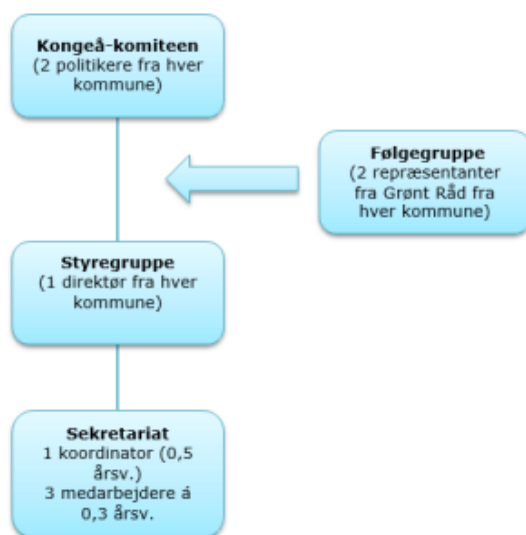 Kongeå-komiteen
(2 politikere fra hver
kommune)
Følgegruppe
(2 repræsentanter
fra Grønt Råd fra
hver kommune)
Styregruppe
(1 direktør fra hver
kommune)
Sekretariat
1 koordinator (0,5
årsv.)
3 medarbejdere á
0,3 årsv.